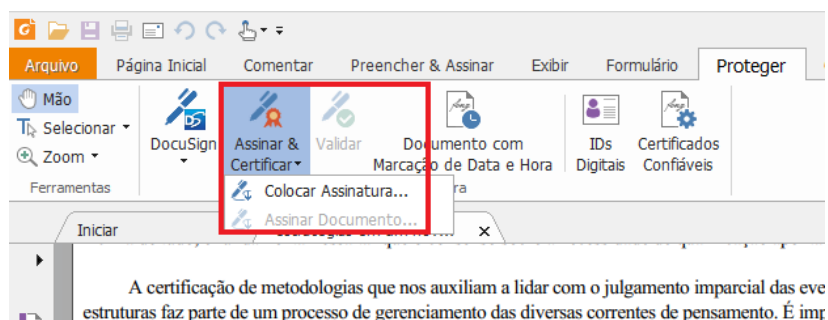 Arquivo Página Inicial Comentar Preencher & Assinar Exibir Formulário Proteger
Mão
Selecionar
Zoom
Ferramentas
DocuSign
Assinar &
Certificar
Validar
Documento com
Marcação de Data e Hora
IDs
Digitais
Certificados
Confiáveis
Colocar Assinatura...
Assinar Documento...
ra
Iniciar
x
A certificação de metodologias que nos auxiliam a lidar com o julgamento imparcial das eve
estruturas faz parte de um processo de gerenciamento das diversas correntes de pensamento. É imp